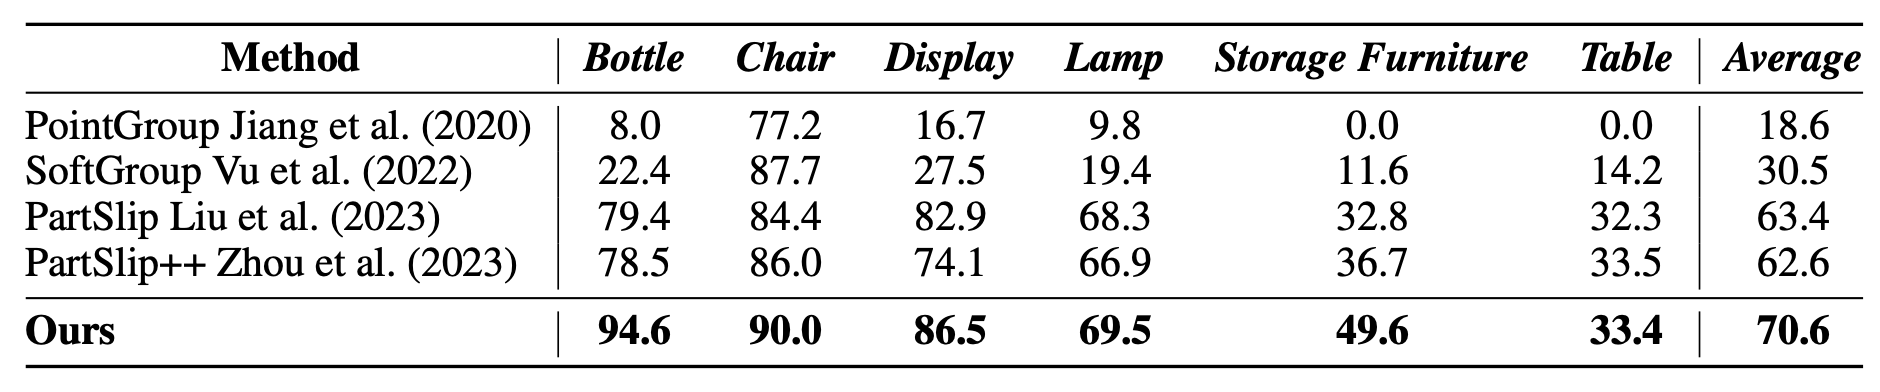 Method Bottle Chair Display Lamp Storage Furniture Table Average
PointGroup Jiang et al. (2020) 8.0 77.2 16.7 9.8 0.0 0.0 18.6
SoftGroup Vu et al. (2022) 22.4 87.7 27.5 19.4 11.6 14.2 30.5
PartSlip Liu et al. (2023) 79.4 84.4 82.9 68.3 32.8 32.3 63.4
PartSlip++ Zhou et al. (2023) 78.5 86.0 74.1 66.9 36.7 33.5 62.6
Ours 94.6 90.0 86.5 69.5 49.6 33.4 70.6